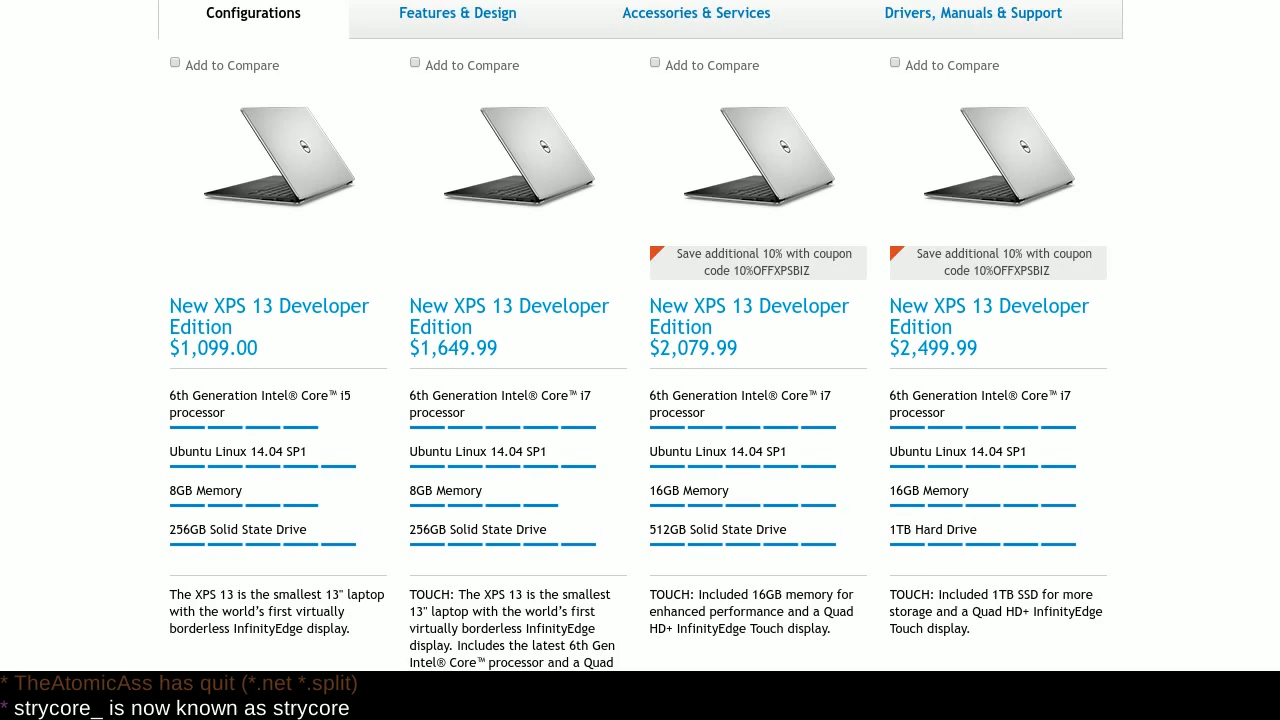 Configurations
Features & Design
Accessories & Services
Drivers, Manuals & Support
Add to Compare
Add to Compare
Add to Compare
Add to Compare
Save additional 10% with coupon
code 10%OFFXPSBIZ
Save additional 10% with coupon
code 10%OFFXPSBIZ
New XPS 13 Developer
Edition
$1,099.00
New XPS 13 Developer
Edition
$1,649.99
New XPS 13 Developer
Edition
$2,079.99
New XPS 13 Developer
Edition
$2,499.99
6th Generation Intel® Core™ i5
processor
Ubuntu Linux 14.04 SP1
8GB Memory
256GB Solid State Drive
6th Generation Intel® Core™ i7
processor
Ubuntu Linux 14.04 SP1
8GB Memory
256GB Solid State Drive
6th Generation Intel® Core™ i7
processor
Ubuntu Linux 14.04 SP1
16GB Memory
512GB Solid State Drive
6th Generation Intel® Core™ i7
processor
Ubuntu Linux 14.04 SP1
16GB Memory
1TB Hard Drive
The XPS 13 is the smallest 13" laptop
with the world’s first virtually
borderless InfinityEdge display.
TOUCH: The XPS 13 is the smallest
13" laptop with the world’s first
virtually borderless InfinityEdge
display. Includes the latest 6th Gen
Intel® Core™ processor and a Quad
TOUCH: Included 16GB memory for
enhanced performance and a Quad
HD+ InfinityEdge Touch display.
TOUCH: Included 1TB SSD for more
storage and a Quad HD+ InfinityEdge
Touch display.
* TheAtomicAss has quit (*.net *.split)
* strycore_ is now known as strycore